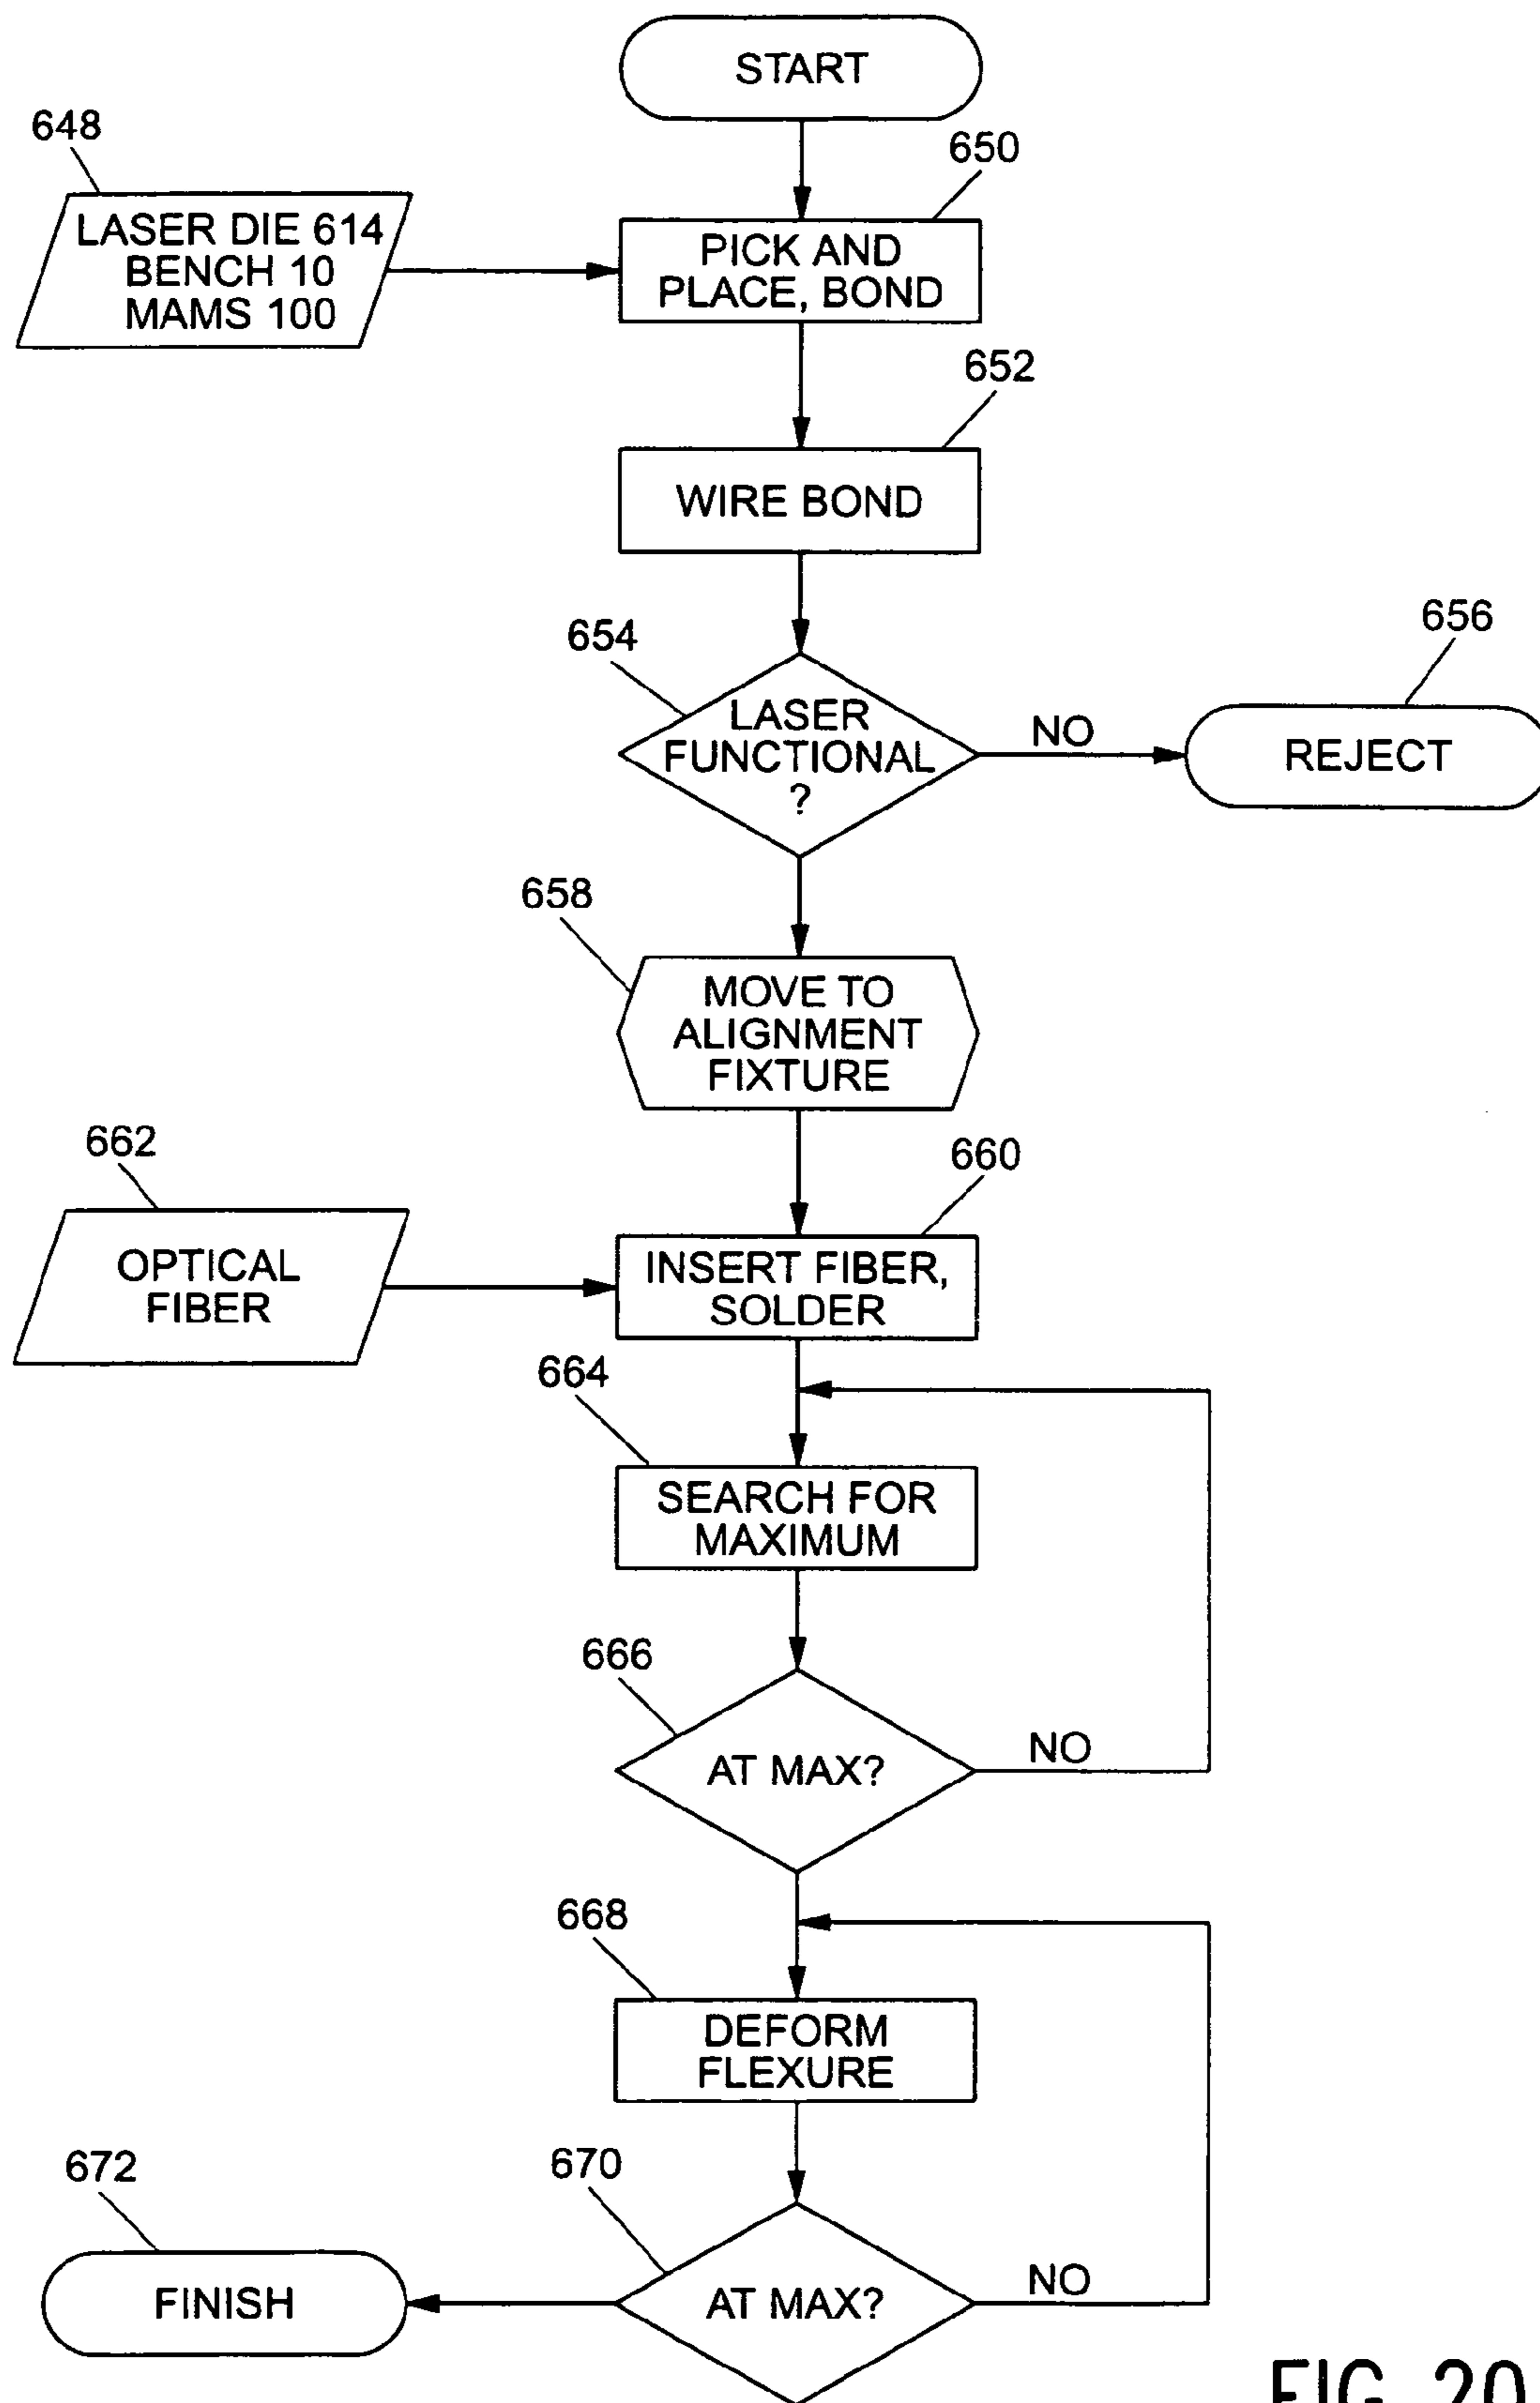 START
648
650
LASER DIE 614
BENCH 10
MAMS 100
PICK AND
PLACE, BOND
652
WIRE BOND
654
656
LASER
FUNCTIONAL
?
NO
REJECT
658
MOVE TO
ALIGNMENT
FIXTURE
662
660
OPTICAL
FIBER
INSERT FIBER,
SOLDER
664
SEARCH FOR
MAXIMUM
666
AT MAX?
NO
668
DEFORM
FLEXURE
672
670
FINISH
AT MAX?
NO
FIG. 20